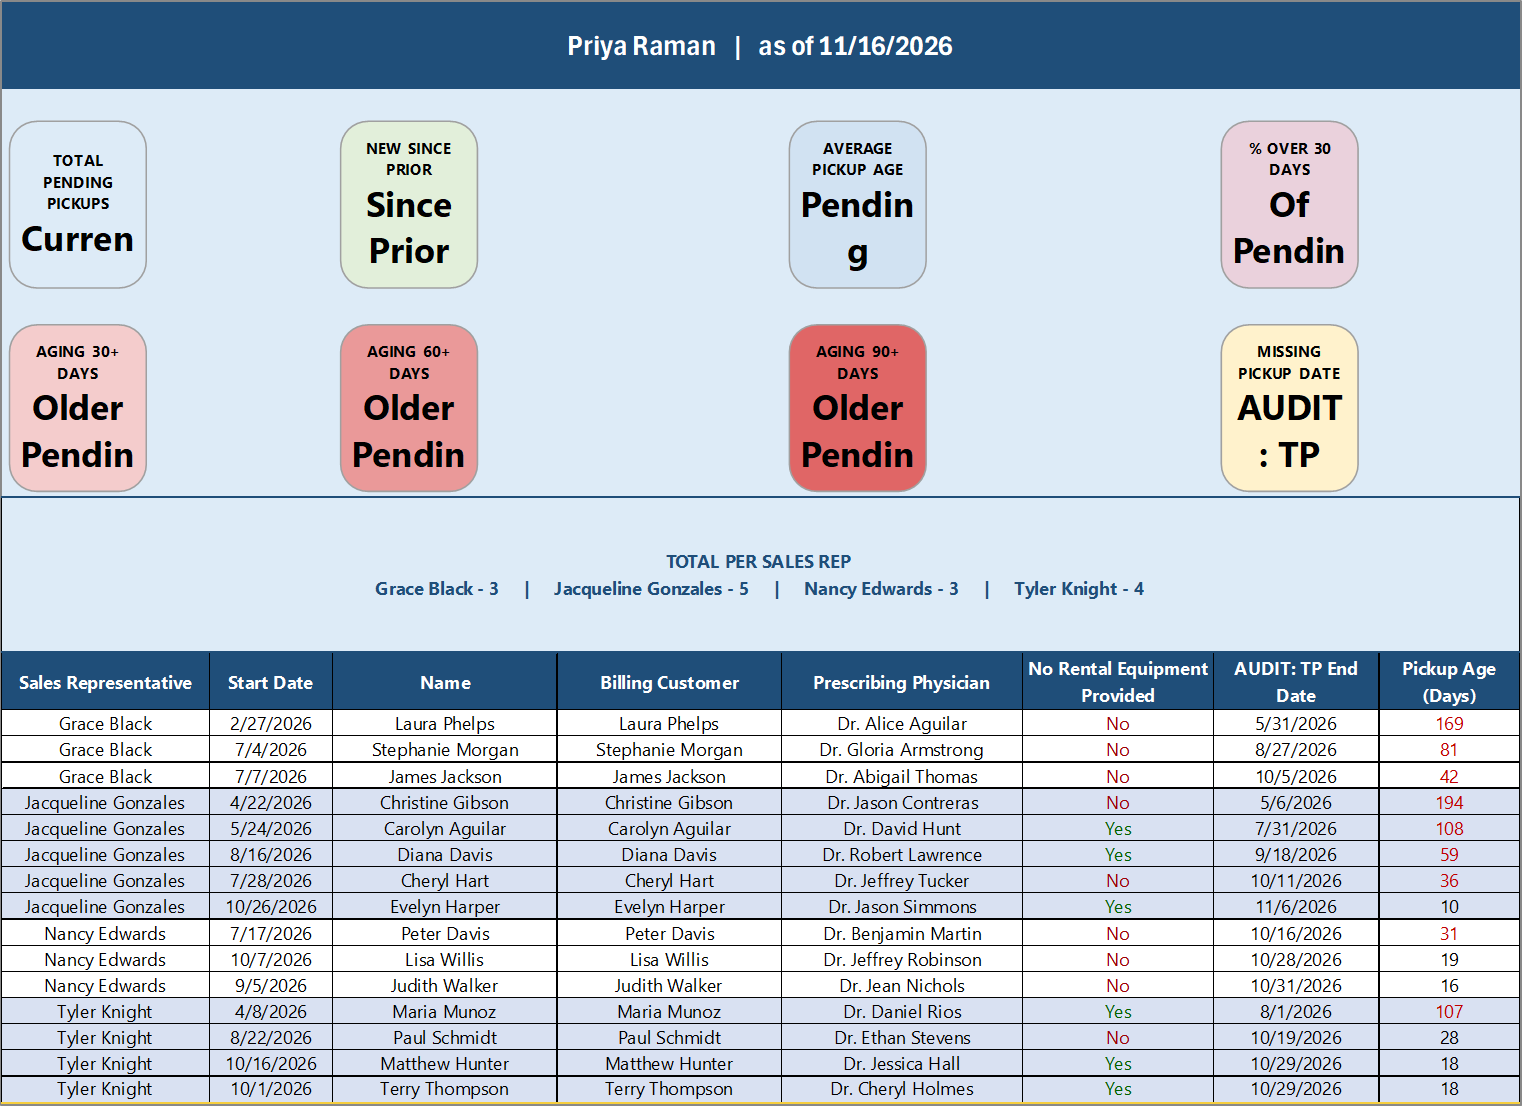 Priya Raman | as of 11/16/2026
TOTAL
PENDING
PICKUPS
Curren
NEW SINCE
PRIOR
Since
Prior
AVERAGE
PICKUP AGE
Pendin
g
% OVER 30
DAYS
Of
Pendin
AGING 30+
DAYS
Older
Pendin
AGING 60+
DAYS
Older
Pendin
AGING 90+
DAYS
Older
Pendin
MISSING
PICKUP DATE
AUDIT
: TP
TOTAL PER SALES REP
Grace Black - 3 | Jacqueline Gonzales - 5 | Nancy Edwards - 3 | Tyler Knight - 4
Sales Representative Start Date Name Billing Customer Prescribing Physician No Rental Equipment Provided AUDIT: TP End Date Pickup Age (Days)
Grace Black 2/27/2026 Laura Phelps Laura Phelps Dr. Alice Aguilar No 5/31/2026 169
Grace Black 7/4/2026 Stephanie Morgan Stephanie Morgan Dr. Gloria Armstrong No 8/27/2026 81
Grace Black 7/7/2026 James Jackson James Jackson Dr. Abigail Thomas No 10/5/2026 42
Jacqueline Gonzales 4/22/2026 Christine Gibson Christine Gibson Dr. Jason Contreras No 5/6/2026 194
Jacqueline Gonzales 5/24/2026 Carolyn Aguilar Carolyn Aguilar Dr. David Hunt Yes 7/31/2026 108
Jacqueline Gonzales 8/16/2026 Diana Davis Diana Davis Dr. Robert Lawrence Yes 9/18/2026 59
Jacqueline Gonzales 7/28/2026 Cheryl Hart Cheryl Hart Dr. Jeffrey Tucker No 10/11/2026 36
Jacqueline Gonzales 10/26/2026 Evelyn Harper Evelyn Harper Dr. Jason Simmons Yes 11/6/2026 10
Nancy Edwards 7/17/2026 Peter Davis Peter Davis Dr. Benjamin Martin No 10/16/2026 31
Nancy Edwards 10/7/2026 Lisa Willis Lisa Willis Dr. Jeffrey Robinson No 10/28/2026 19
Nancy Edwards 9/5/2026 Judith Walker Judith Walker Dr. Jean Nichols No 10/31/2026 16
Tyler Knight 4/8/2026 Maria Munoz Maria Munoz Dr. Daniel Rios Yes 8/1/2026 107
Tyler Knight 8/22/2026 Paul Schmidt Paul Schmidt Dr. Ethan Stevens No 10/19/2026 28
Tyler Knight 10/16/2026 Matthew Hunter Matthew Hunter Dr. Jessica Hall Yes 10/29/2026 18
Tyler Knight 10/1/2026 Terry Thompson Terry Thompson Dr. Cheryl Holmes Yes 10/29/2026 18